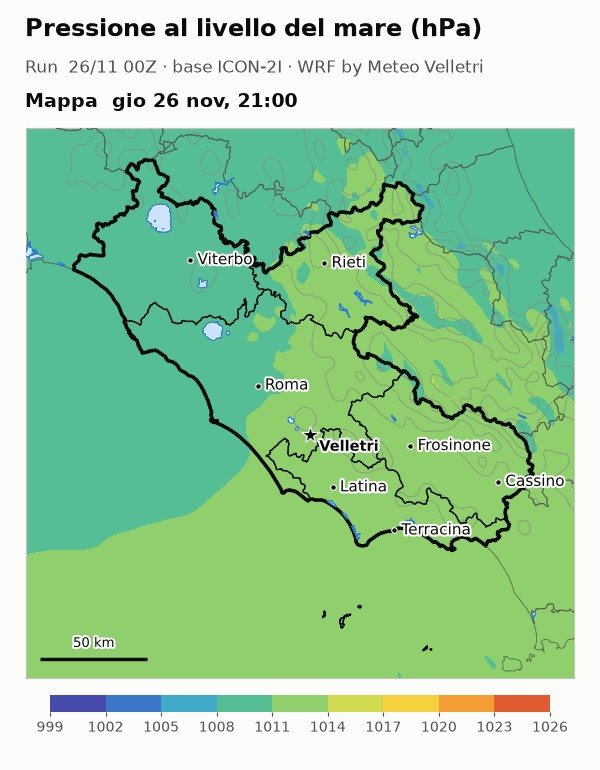 Pressione al livello del mare (hPa)
Run 26/11 00Z · base ICON-2I · WRF by Meteo Velletri
Mappa gio 26 nov, 21:00
Viterbo
Rieti
Roma
Velletri
Frosinone
Latina
Cassino
Terracina
50 km
999 1002 1005 1008 1011 1014 1017 1020 1023 1026